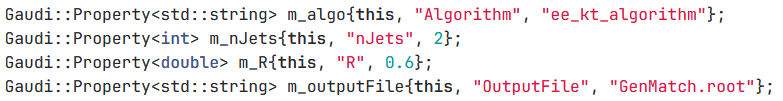 Gaudi::Property<std::string> m_algo{this, "Algorithm", "ee_kt_algorithm"};
Gaudi::Property<int> m_nJets{this, "nJets", 2};
Gaudi::Property<double> m_R{this, "R", 0.6};
Gaudi::Property<std::string> m_outputFile{this, "OutputFile", "GenMatch.root"};